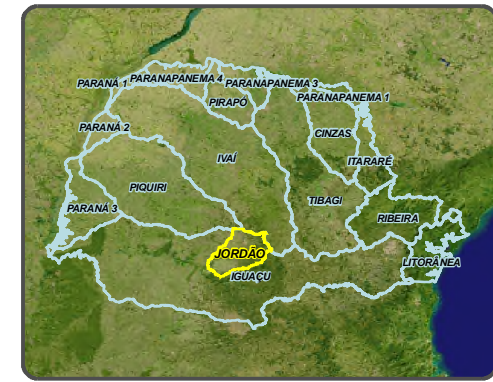 PARANÁ 1
PARANAPANEMA 4
PARANAPANEMA 3
PIRAPÓ
PARANAPANEMA 1
PARANÁ 2
CINZAS
IVAÍ
ITARARÉ
PIQUIRI
TIBAGI
PARANÁ 3
RIBEIRA
JORDÃO
LITORÂNEA
IGUAÇU